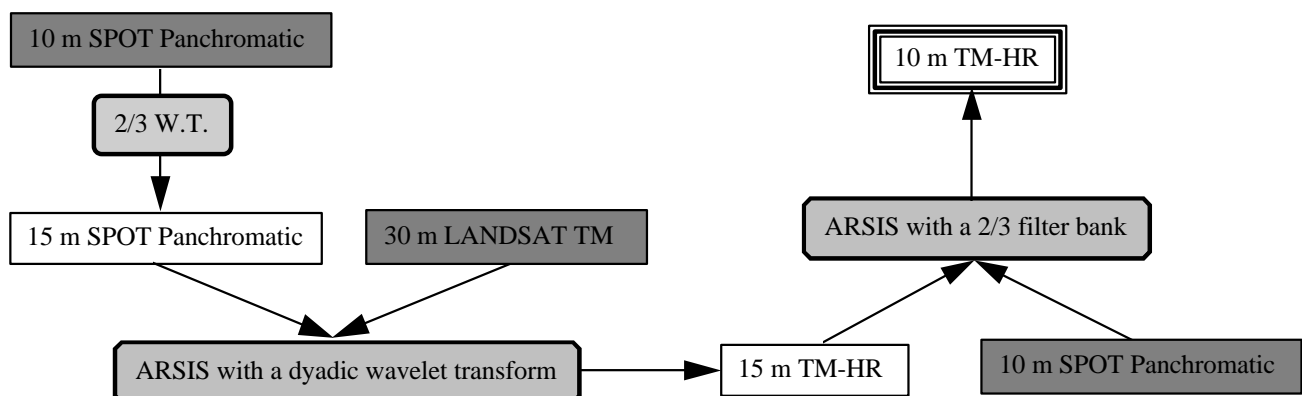 10 m SPOT Panchromatic
2/3 W.T.
15 m SPOT Panchromatic
30 m LANDSAT TM
ARSIS with a dyadic wavelet transform
15 m TM-HR
10 m SPOT Panchromatic
ARSIS with a 2/3 filter bank
10 m TM-HR